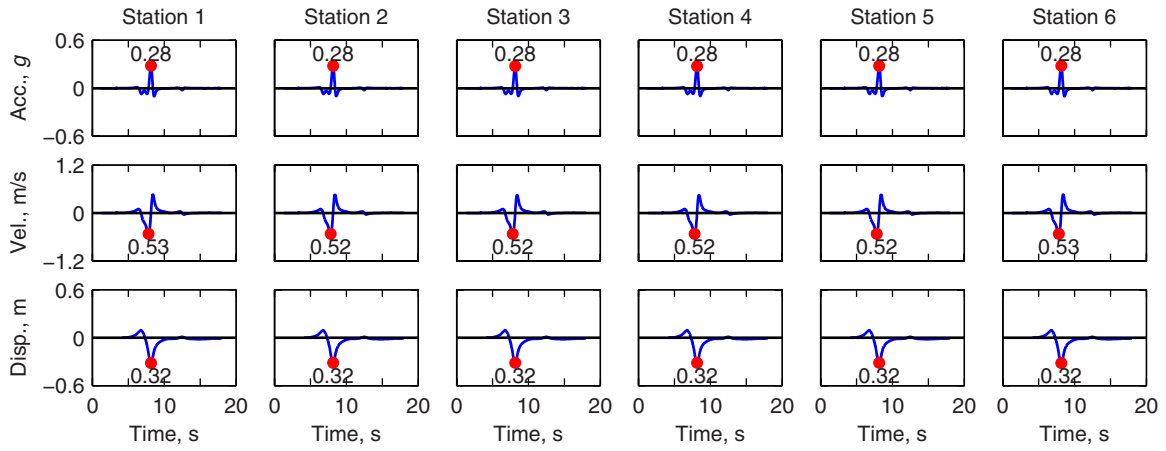 Station 1 Station 2 Station 3 Station 4 Station 5 Station 6
0.6
0.28 0.28 0.28 0.28 0.28 0.28
Acc., g
0
−0.6
1.2
Vel., m/s
0
0.53 0.52 0.52 0.52 0.52 0.53
−1.2
0.6
Disp., m
0
0.32 0.32 0.32 0.32 0.32 0.32
−0.6
0 10 20 0 10 20 0 10 20 0 10 20 0 10 20 0 10 20
Time, s Time, s Time, s Time, s Time, s Time, s